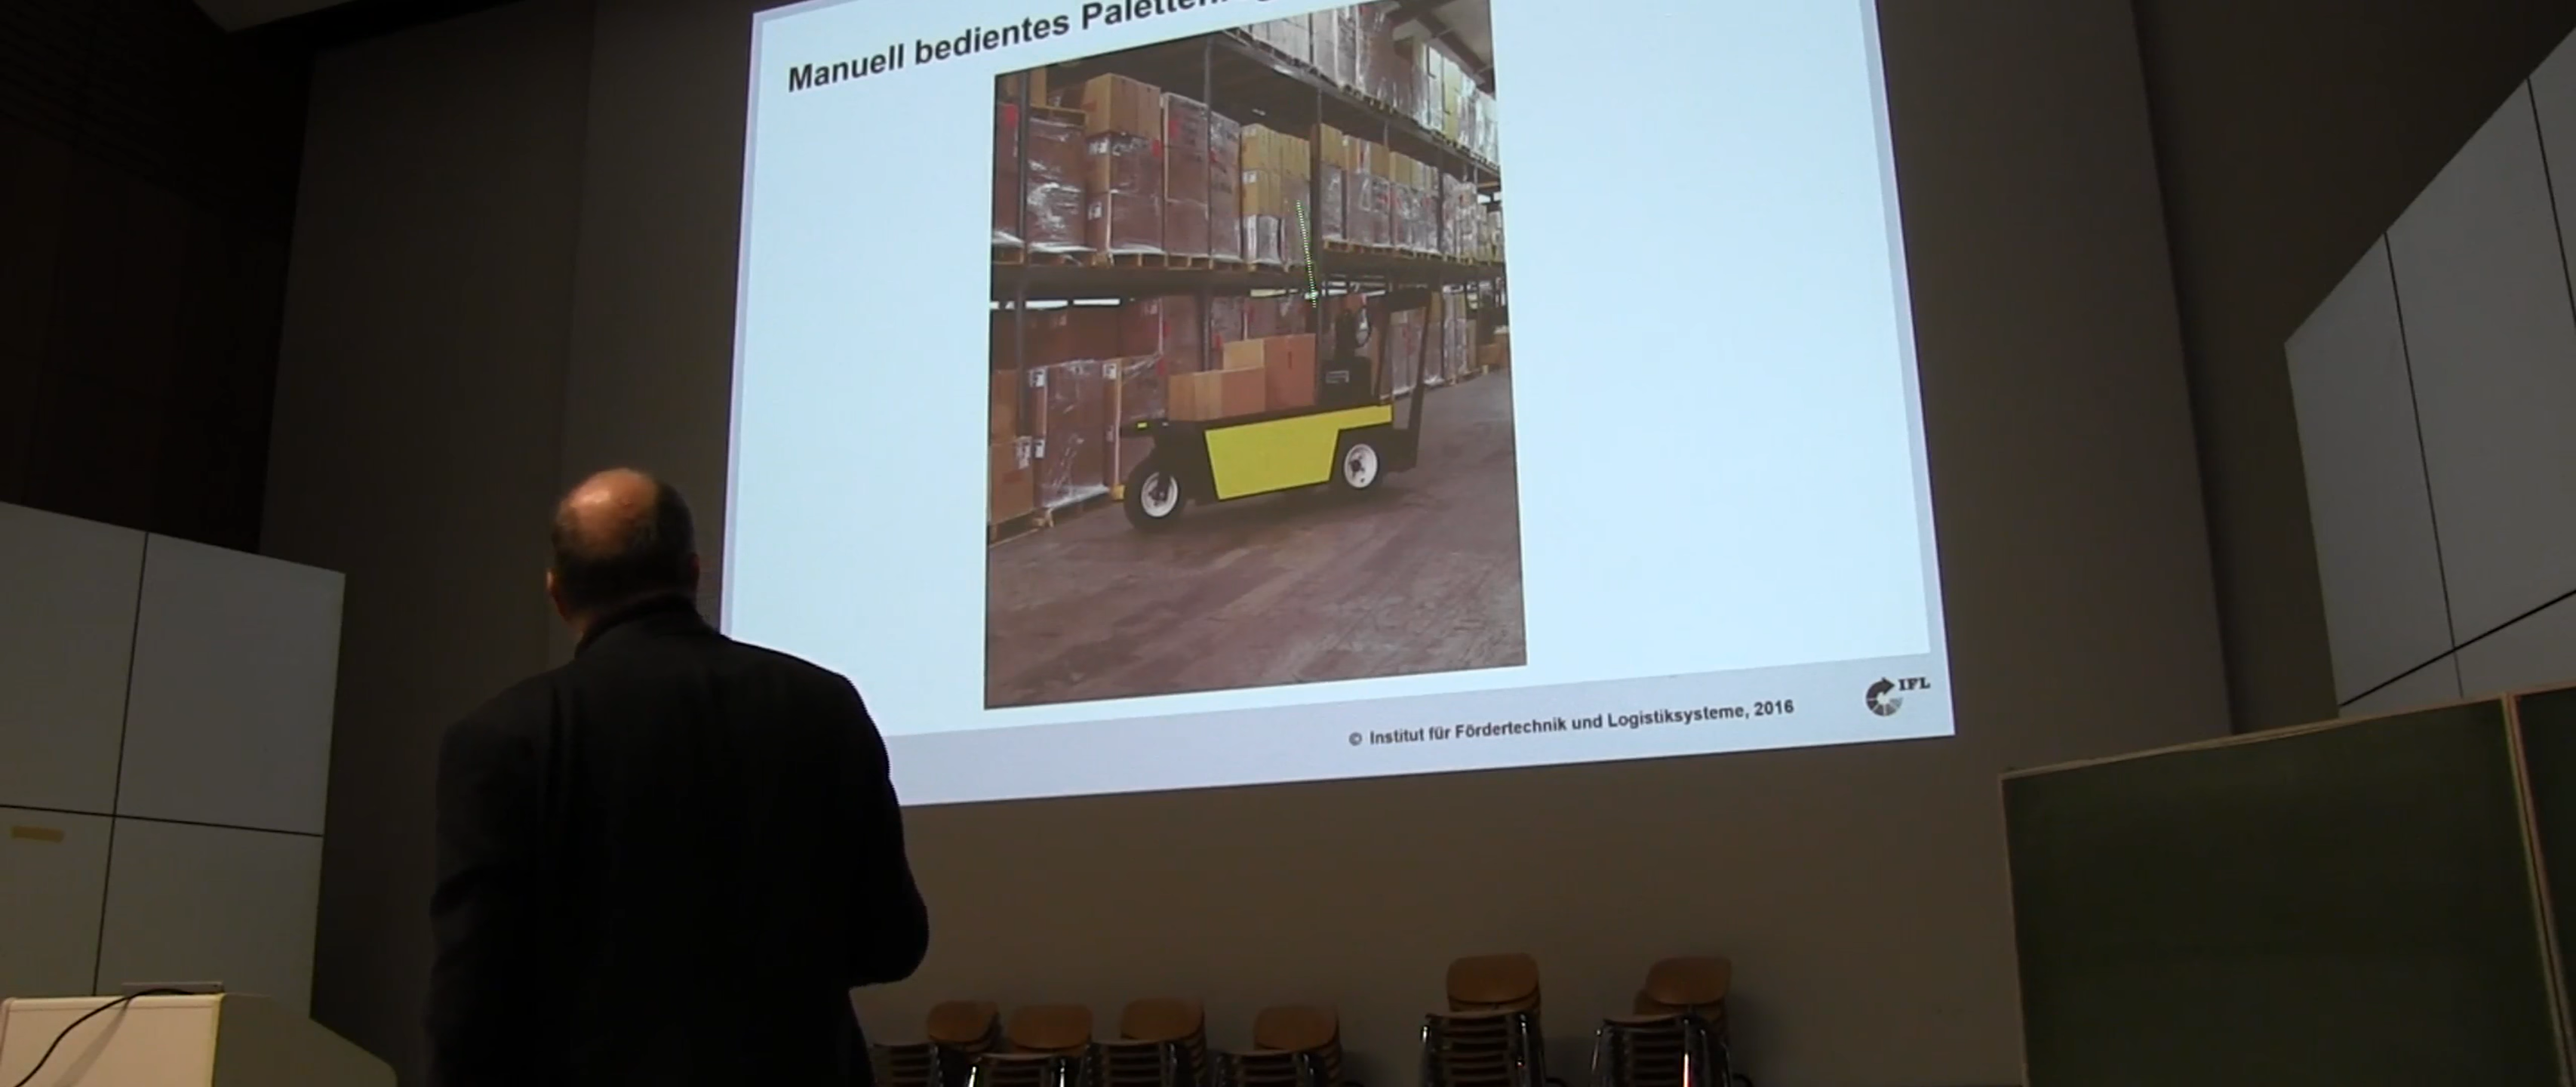 Manuell bedientes
© Institut für Fördertechnik und Logistiksysteme, 2016
IFL